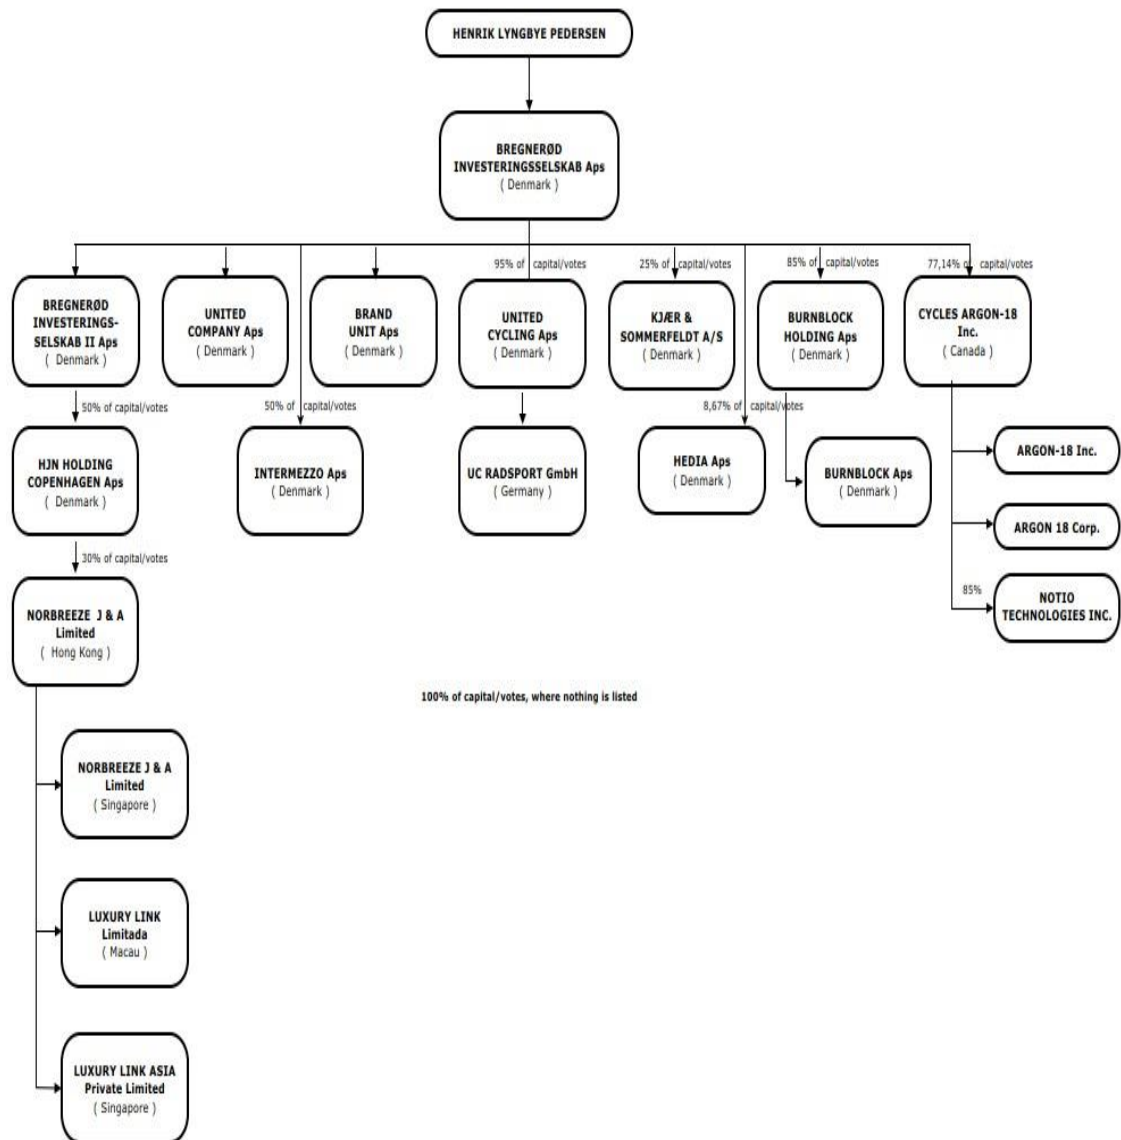 HENRIK LYNGBYE PEDERSEN
BREGNERØD
INVESTERINGSSELSKAB Aps
( Denmark )
95% of capital/votes
25% of capital/votes
85% of capital/votes
77,14% of capital/votes
BREGNERØD
INVESTERINGS-
SELSKAB II Aps
( Denmark )
UNITED
COMPANY Aps
( Denmark )
BRAND
UNIT Aps
( Denmark )
UNITED
CYCLING Aps
( Denmark )
KJÆR &
SOMMERFELDT A/S
( Denmark )
BURNBLOCK
HOLDING Aps
( Denmark )
CYCLES ARGON-18
Inc.
( Canada )
50% of capital/votes
50% of capital/votes
8,67% of capital/votes
HJN HOLDING
COPENHAGEN Aps
( Denmark )
INTERMEZZO Aps
( Denmark )
UC RADSPORT GmbH
( Germany )
HEDIA Aps
( Denmark )
BURNBLOCK Aps
( Denmark )
ARGON-18 Inc.
ARGON 18 Corp.
85%
NOTIO
TECHNOLOGIES INC.
30% of capital/votes
NORBREEZE J & A
Limited
( Hong Kong )
100% of capital/votes, where nothing is listed
NORBREEZE J & A
Limited
( Singapore )
LUXURY LINK
Limitada
( Macau )
LUXURY LINK ASIA
Private Limited
( Singapore )